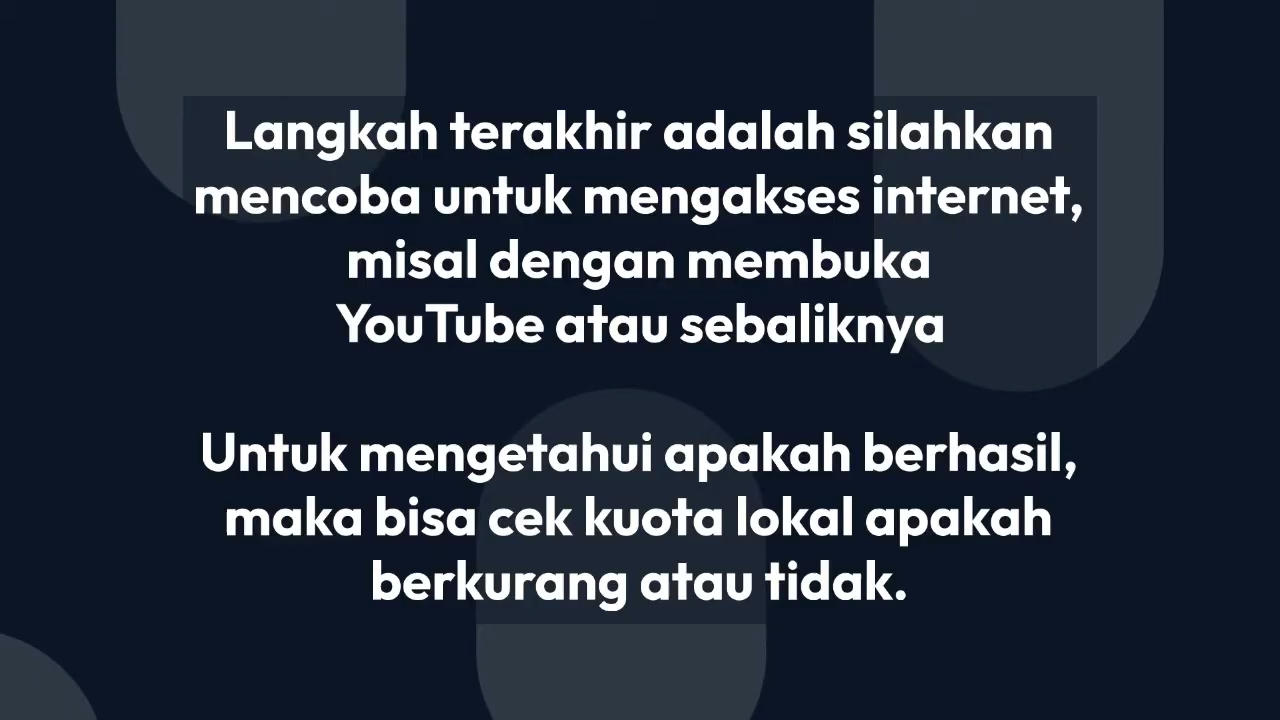 Langkah terakhir adalah silahkan
mencoba untuk mengakses internet,
misal dengan membuka
YouTube atau sebaliknya
Untuk mengetahui apakah berhasil,
maka bisa cek kuota lokal apakah
berkurang atau tidak.